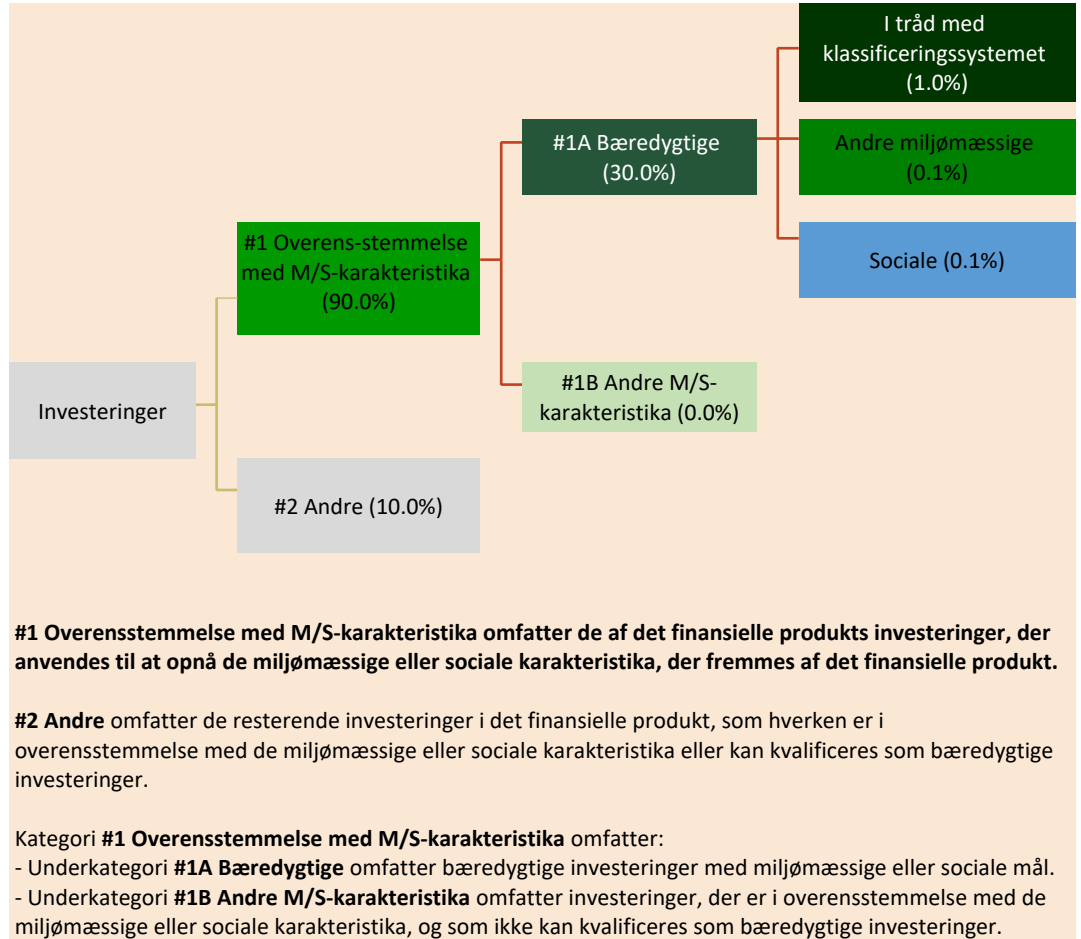 I tråd med
klassificeringssystemet
(1.0%)
#1A Bæredygtige
(30.0%)
Andre miljømæssige
(0.1%)
#1 Overens-stemmelse
med M/S-karakteristika
(90.0%)
Sociale (0.1%)
Investeringer
#1B Andre M/S-
karakteristika (0.0%)
#2 Andre (10.0%)
#1 Overensstemmelse med M/S-karakteristika omfatter de af det finansielle produkts investeringer, der
anvendes til at opnå de miljømæssige eller sociale karakteristika, der fremmes af det finansielle produkt.
#2 Andre omfatter de resterende investeringer i det finansielle produkt, som hverken er i
overensstemmelse med de miljømæssige eller sociale karakteristika eller kan kvalificeres som bæredygtige
investeringer.
Kategori #1 Overensstemmelse med M/S-karakteristika omfatter:
- Underkategori #1A Bæredygtige omfatter bæredygtige investeringer med miljømæssige eller sociale mål.
- Underkategori #1B Andre M/S-karakteristika omfatter investeringer, der er i overensstemmelse med de
miljømæssige eller sociale karakteristika, og som ikke kan kvalificeres som bæredygtige investeringer.